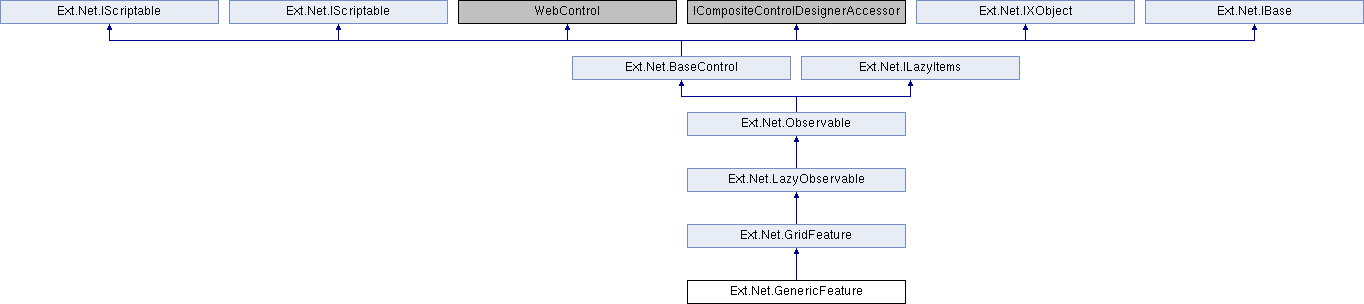 Ext.Net.IScriptable
Ext.Net.IScriptable
WebControl
ICompositeControlDesignerAccessor
Ext.Net.IXObject
Ext.Net.IBase
Ext.Net.BaseControl
Ext.Net.ILazyItems
Ext.Net.Observable
Ext.Net.LazyObservable
Ext.Net.GridFeature
Ext.Net.GenericFeature